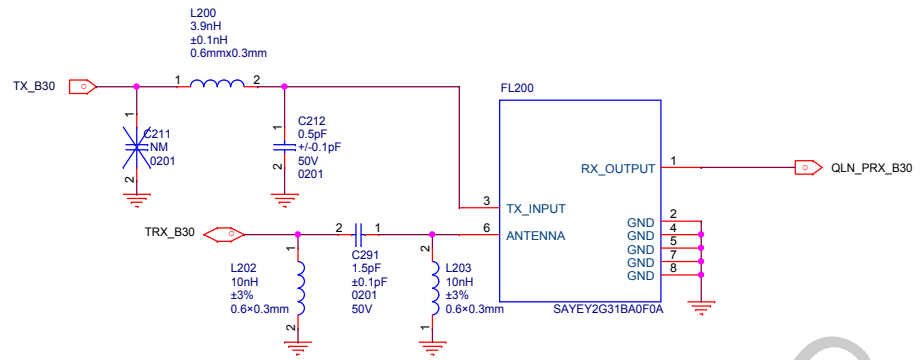 L200
3.9nH
±0.1nH
0.6mmx0.3mm
TX_B30
1
2
1
C211
NM
0201
2
1
C212
0.5pF
+/-0.1pF
50V
0201
2
FL200
RX_OUTPUT
1
QLN_PRX_B30
3
TX_INPUT
6
ANTENNA
GND
2
GND
4
GND
5
GND
7
GND
8
SAYEY2G31BA0F0A
TRX_B30
2
1
C291
1.5pF
±0.1pF
0201
50V
1
L202
10nH
±3%
0.6×0.3mm
2
2
L203
10nH
±3%
0.6×0.3mm
1